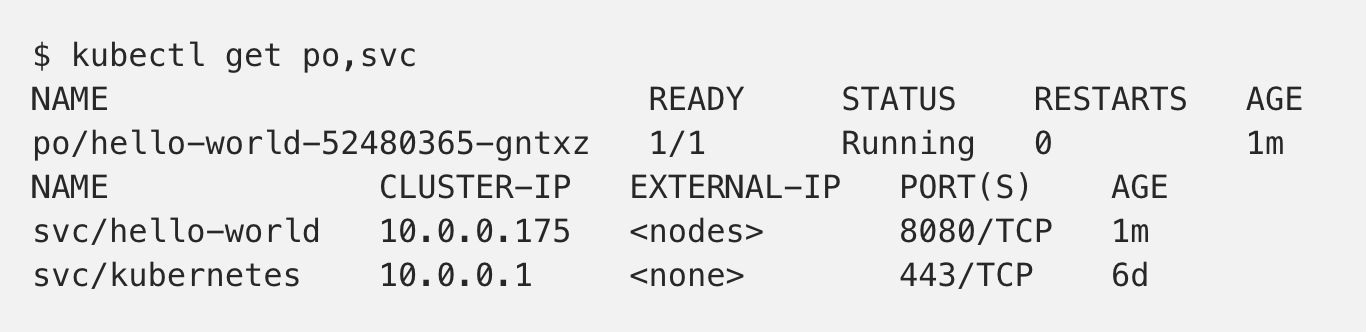 $ kubectl get po,svc
NAME                            READY     STATUS    RESTARTS   AGE
po/hello-world-52480365-gntxz   1/1       Running   0          1m
NAME              CLUSTER-IP   EXTERNAL-IP   PORT(S)    AGE
svc/hello-world   10.0.0.175   <nodes>       8080/TCP   1m
svc/kubernetes    10.0.0.1     <none>        443/TCP    6d